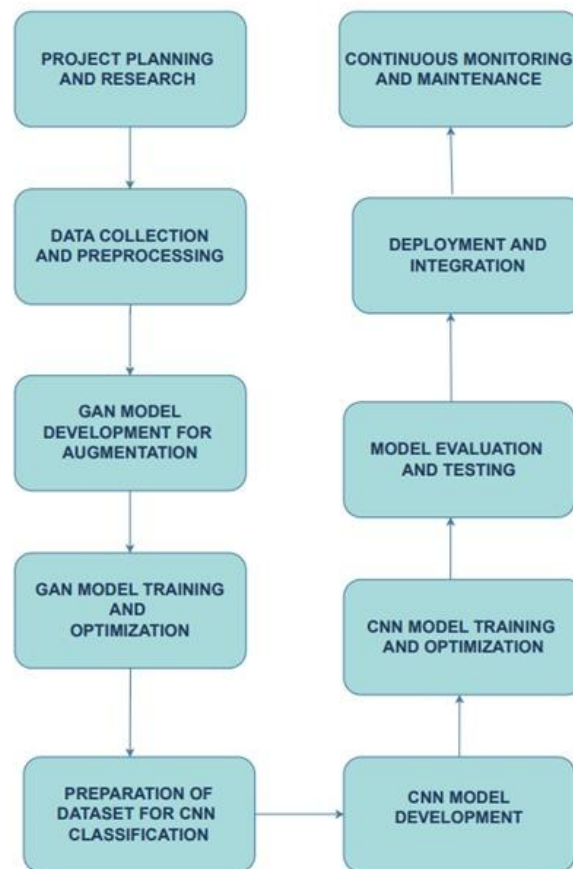 PROJECT PLANNING
AND RESEARCH
DATA COLLECTION
AND PREPROCESSING
GAN MODEL
DEVELOPMENT FOR
AUGMENTATION
GAN MODEL TRAINING
AND
OPTIMIZATION
PREPARATION OF
DATASET FOR CNN
CLASSIFICATION
CNN MODEL
DEVELOPMENT
CNN MODEL TRAINING
AND OPTIMIZATION
MODEL EVALUATION
AND TESTING
DEPLOYMENT AND
INTEGRATION
CONTINUOUS MONITORING
AND MAINTENANCE